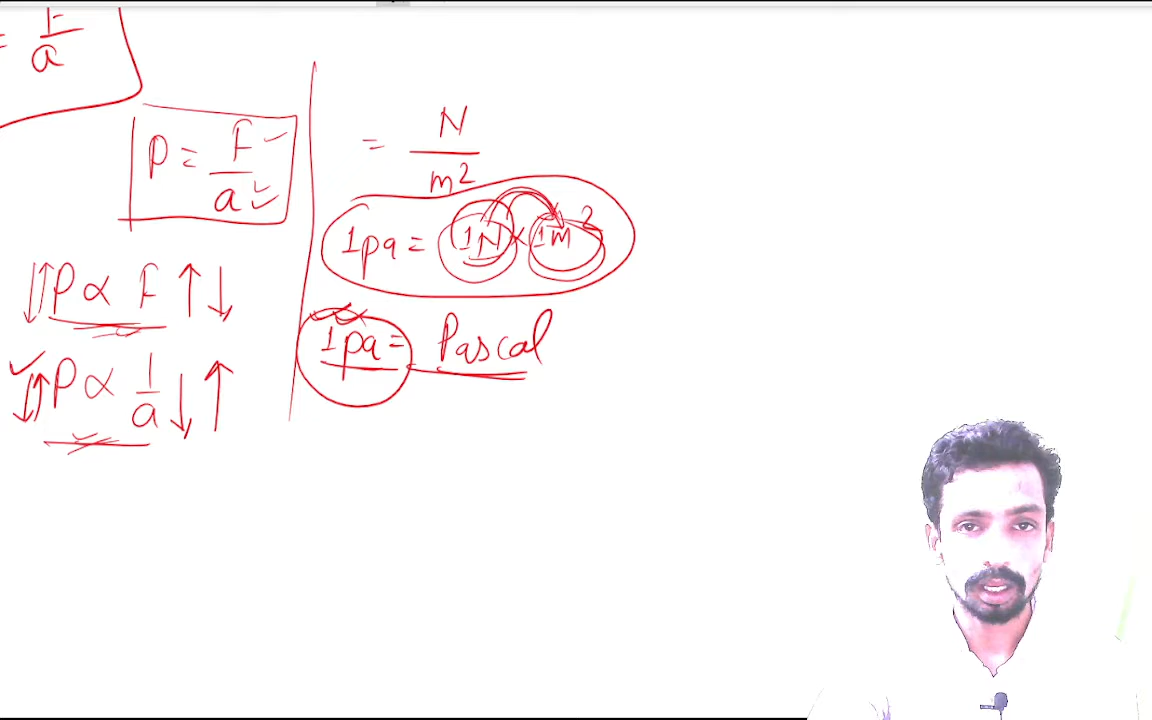 = F/a
P = F/a
P ∝ F ↑ ↓
P ∝ 1/a ↓ ↑
= N/m²
1pa = 1N × 1m²
1pa = Pascal